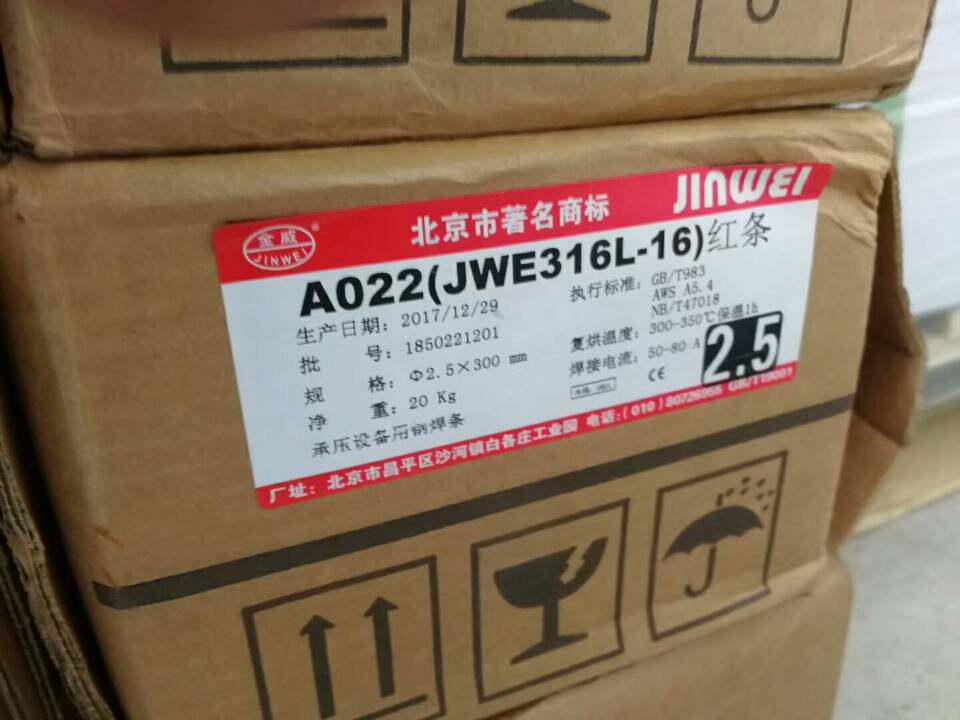 北京市著名商标
JINWEI
金威®
JINWEI
A022(JWE316L-16)红条
生产日期: 2017/12/29
批 号: 1850221201
规 格: Φ2.5×300 mm
净 重: 20 Kg
承压设备用钢焊条
执行标准: GB/T983
AWS A5.4
NB/T47018
复烘温度: 300-350℃保温1h
焊接电流: 50-80 A
CE
2.5
厂址: 北京市昌平区沙河镇白各庄工业园 电话: (010) 80726955 GB/T19001